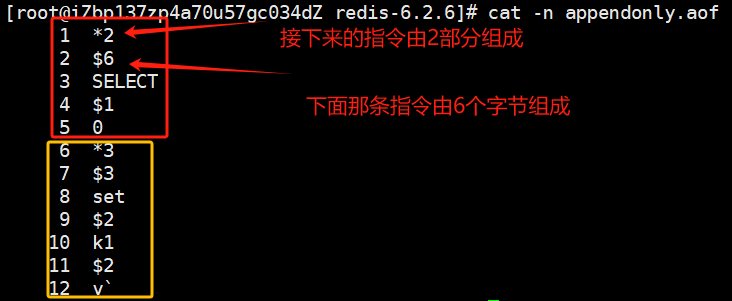 [root@iZbp137zp4a70u57gc034dZ redis-6.2.6]# cat -n appendonly.aof
1 *2
接下来的指令由2部分组成
2 $6
3 SELECT
下面那条指令由6个字节组成
4 $1
5 0
6 *3
7 $3
8 set
9 $2
10 k1
11 $2
12 v`